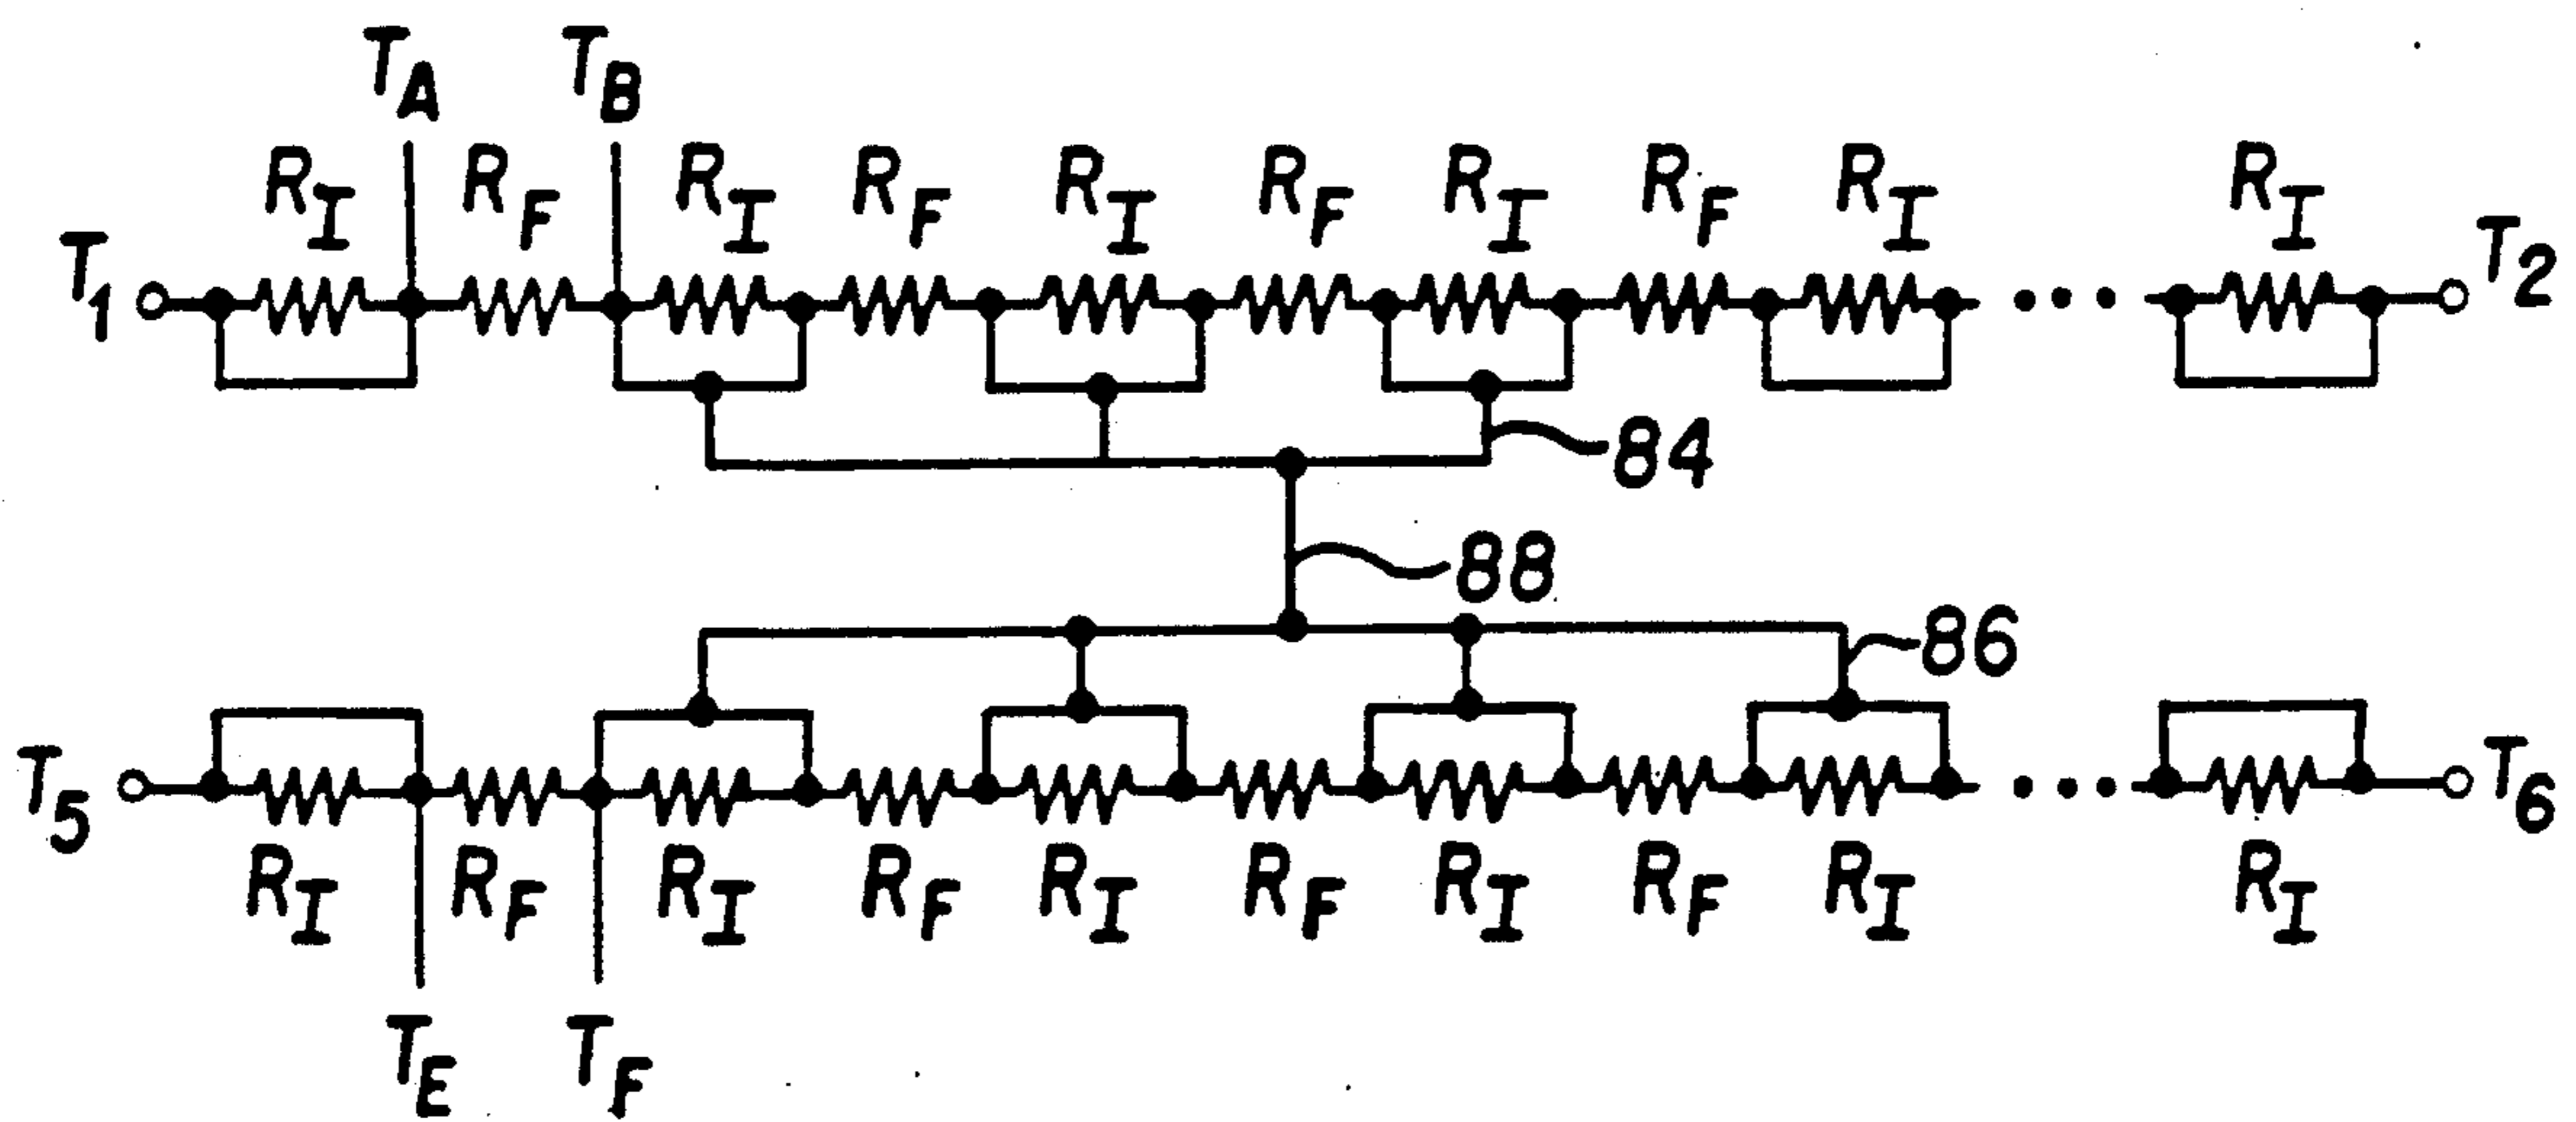 T_A T_B
R_I R_F R_I R_F R_I R_F R_I R_F R_I R_I
T_1 T_2
84
88
86
T_5 T_6
R_I R_F R_I R_F R_I R_F R_I R_F R_I R_I
T_E T_F